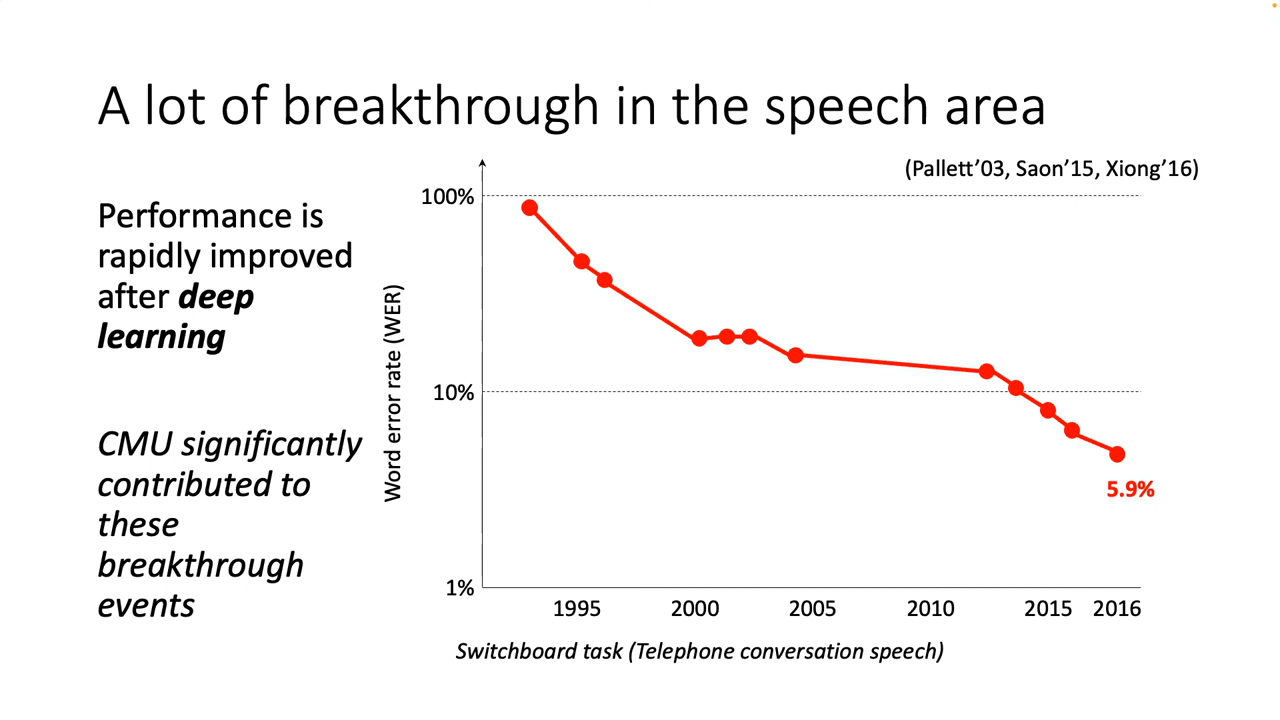 A lot of breakthrough in the speech area
(Pallett’03, Saon’15, Xiong’16)
Performance is
rapidly improved
after deep
learning
CMU significantly
contributed to
these
breakthrough
events
Word error rate (WER)
100%
10%
1%
5.9%
1995 2000 2005 2010 2015 2016
Switchboard task (Telephone conversation speech)